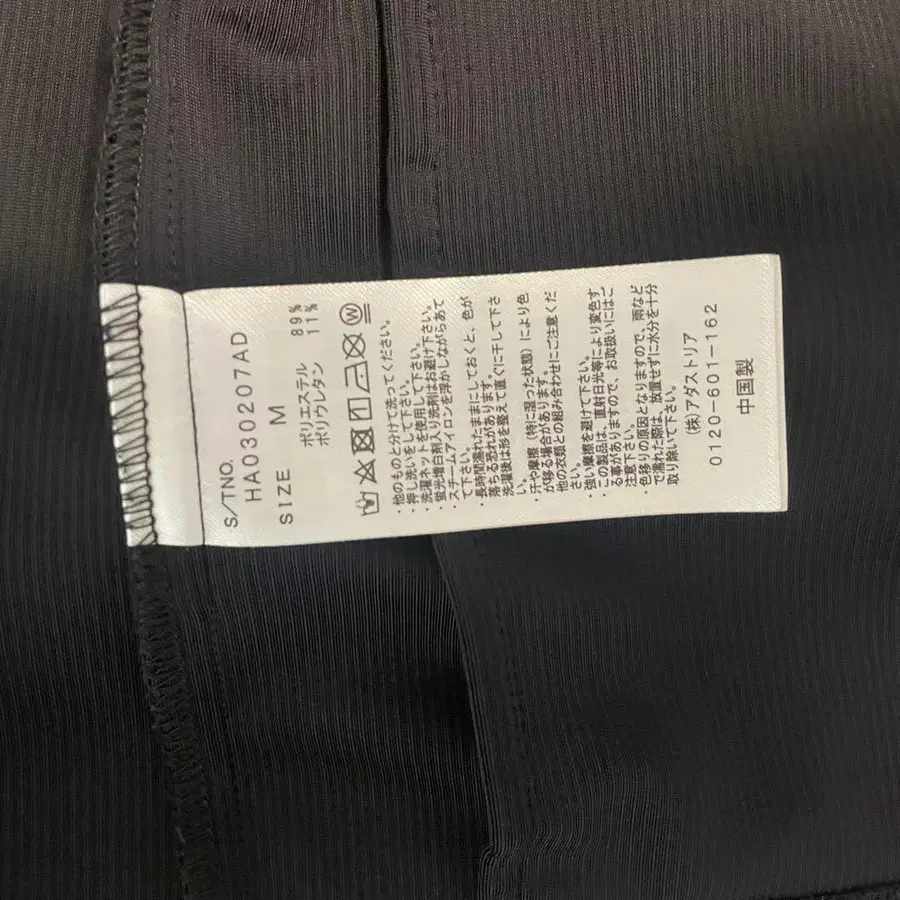 S/TNO.
HA030207AD
SIZE M
ポリエステル 89%
ポリウレタン 11%
・他のものと分けて洗ってください。
・押し洗いをして下さい。
・洗濯ネットを使用して下さい。
・蛍光増白剤入り洗剤はお避け下さい。
・スチームアイロンを浮かしながらあて
て下さい。
・長時間濡れたままにしておくと、色が
落ちる恐れがあります。
・洗濯後は形を整えて直ぐに干して下さ
い。
・汗や摩擦（特に湿った状態）により色
が移る場合があります。
他の衣類との組み合わせにご注意くだ
さい。
・強い摩擦を避けて下さい。
・この製品は、直射日光等により変色す
る事がありますので、お取扱いにはご
注意下さい。
・色移りの原因となりますので、雨など
で濡れた際は、放置せずに水分を十分
取り除いて下さい。
(株)アダストリア
0120-601-162
中国製